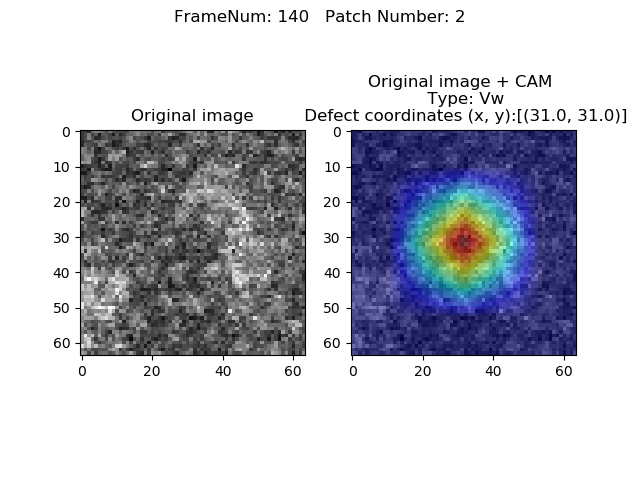 FrameNum: 140   Patch Number: 2
Original image
Original image + CAM
Type: Vw
Defect coordinates (x, y):[(31.0, 31.0)]
0
10
20
30
40
50
60
0 20 40 60
0
10
20
30
40
50
60
0 20 40 60